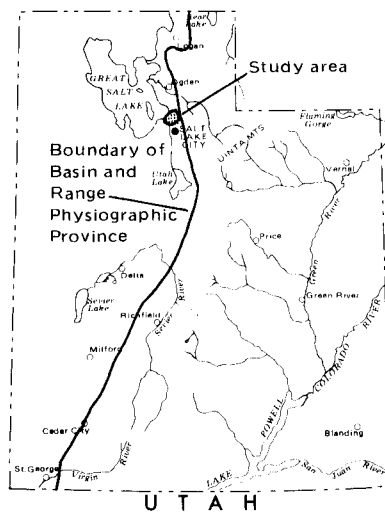 Bear
Lake
Logan
GREAT
SALT
LAKE
Ogden
Study area
SALT
LAKE
CITY
Flaming
Gorge
UINTA MTS
Boundary of
Basin and
Range
Physiographic
Province
Utah
Lake
Vernal
River
Price
Green
Delta
Sevier
Lake
River
Sevier
Richfield
Green River
Milford
COLORADO RIVER
Cedar City
POWELL
LAKE
Blanding
St. George
Virgin River
San Juan River
UTAH